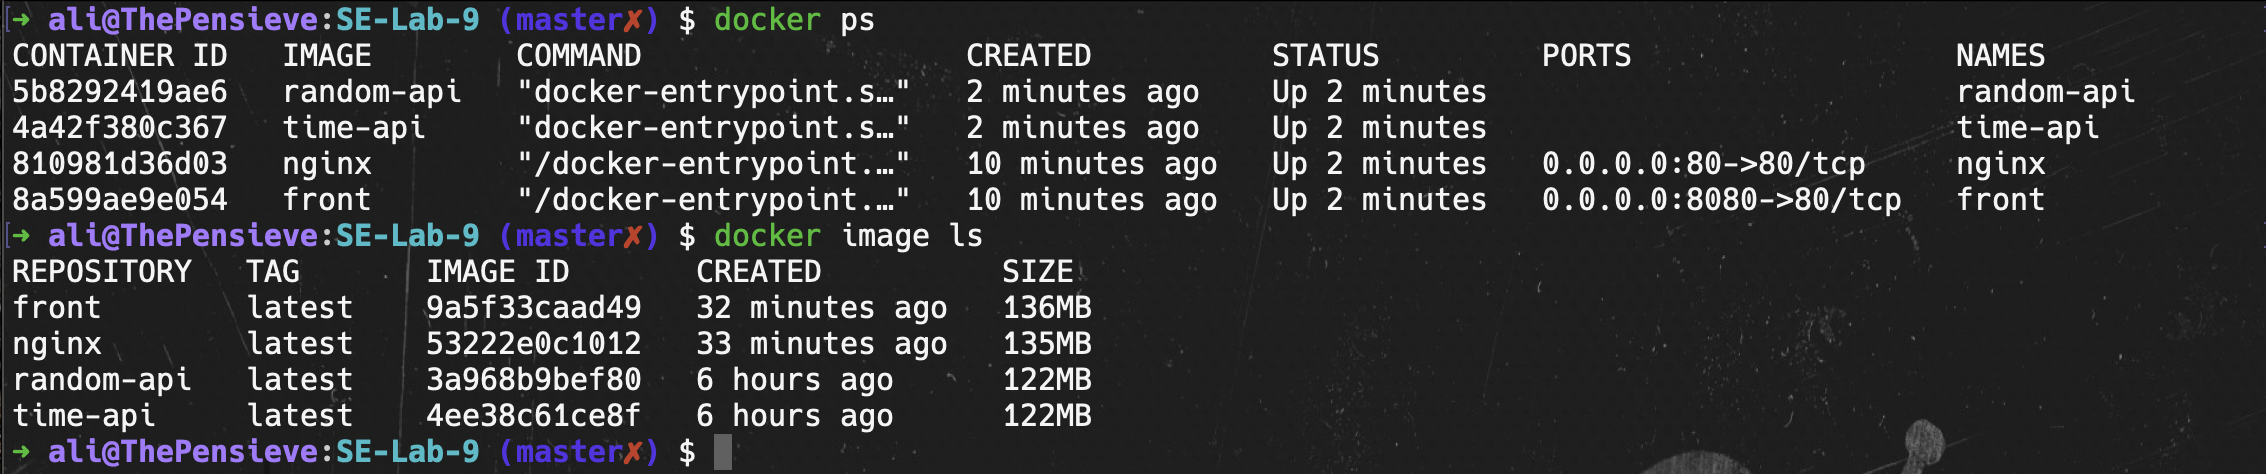 ➜ ali@ThePensieve:SE-Lab-9 (master✗) $ docker ps
CONTAINER ID   IMAGE        COMMAND                  CREATED          STATUS         PORTS                  NAMES
5b8292419ae6   random-api   "docker-entrypoint.s…"   2 minutes ago    Up 2 minutes                          random-api
4a42f380c367   time-api     "docker-entrypoint.s…"   2 minutes ago    Up 2 minutes                          time-api
810981d36d03   nginx        "/docker-entrypoint.…"   10 minutes ago   Up 2 minutes   0.0.0.0:80->80/tcp     nginx
8a599ae9e054   front        "/docker-entrypoint.…"   10 minutes ago   Up 2 minutes   0.0.0.0:8080->80/tcp   front
➜ ali@ThePensieve:SE-Lab-9 (master✗) $ docker image ls
REPOSITORY   TAG       IMAGE ID       CREATED          SIZE
front        latest    9a5f33caad49   32 minutes ago   136MB
nginx        latest    53222e0c1012   33 minutes ago   135MB
random-api   latest    3a968b9bef80   6 hours ago      122MB
time-api     latest    4ee38c61ce8f   6 hours ago      122MB
➜ ali@ThePensieve:SE-Lab-9 (master✗) $